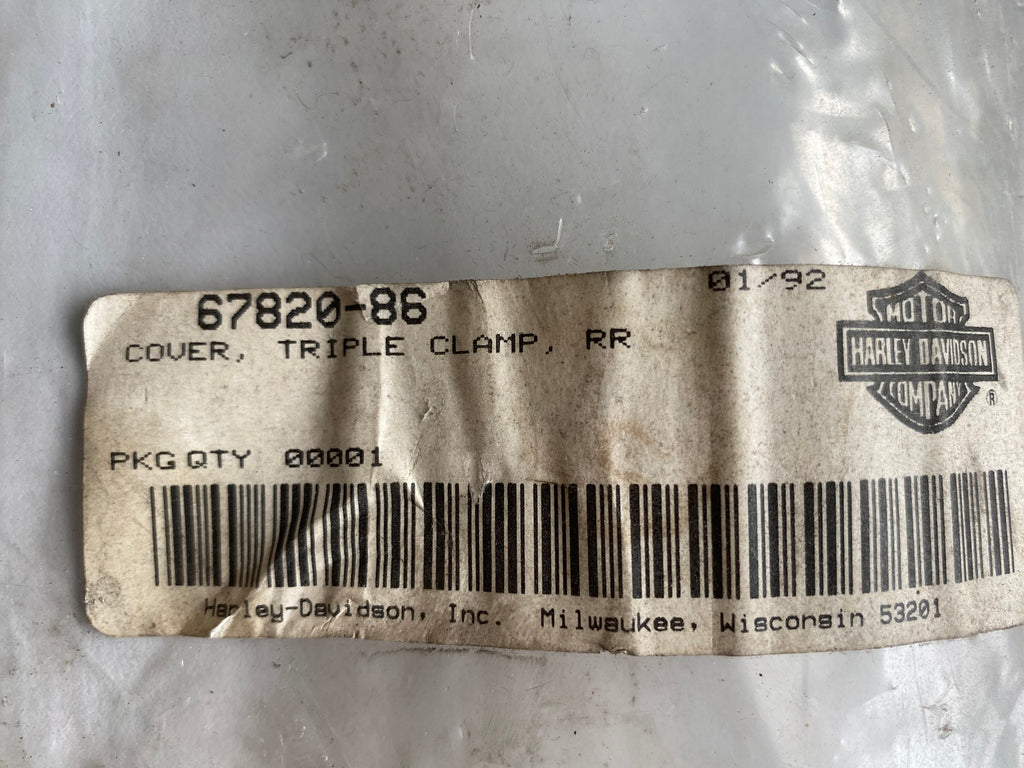 01/92
67820-86
COVER, TRIPLE CLAMP, RR
MOTOR
HARLEY DAVIDSON
COMPANY
®
PKG QTY 00001
Harley-Davidson, Inc. Milwaukee, Wisconsin 53201